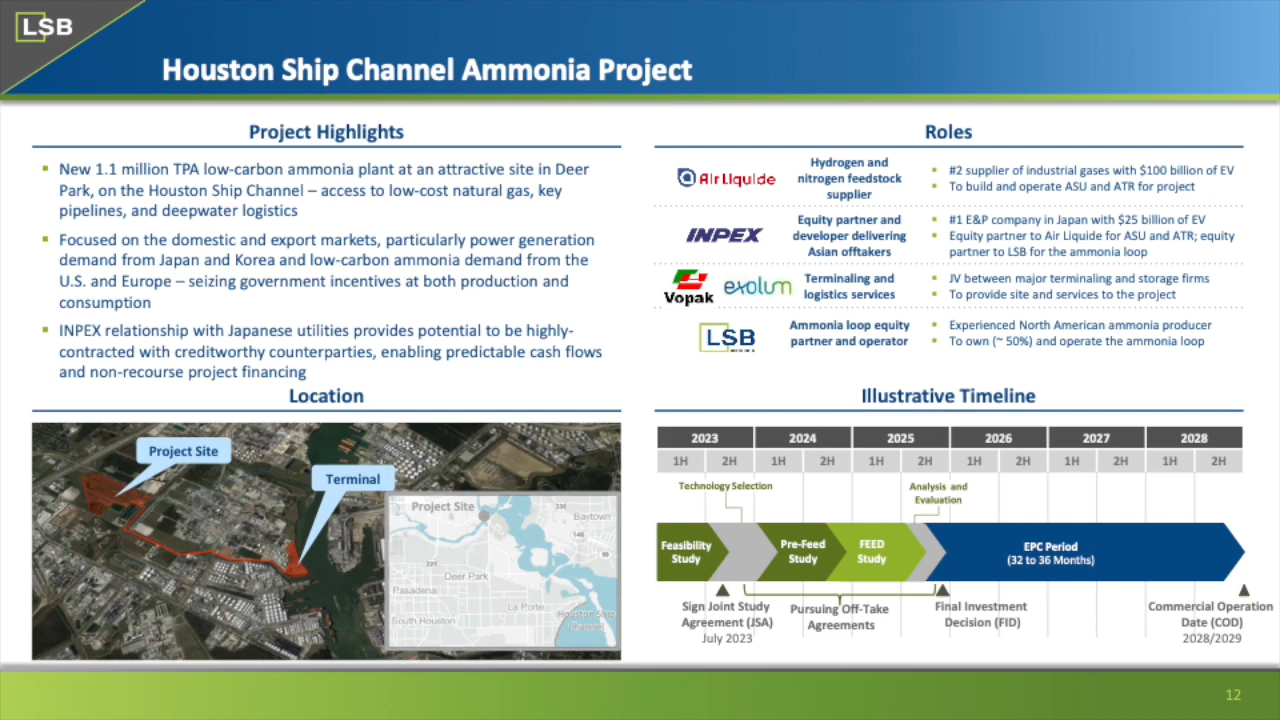 LSB
Houston Ship Channel Ammonia Project
Project Highlights
New 1.1 million TPA low-carbon ammonia plant at an attractive site in Deer
Park, on the Houston Ship Channel – access to low-cost natural gas, key
pipelines, and deepwater logistics
Focused on the domestic and export markets, particularly power generation
demand from Japan and Korea and low-carbon ammonia demand from the
U.S. and Europe – seizing government incentives at both production and
consumption
INPEX relationship with Japanese utilities provides potential to be highly-
contracted with creditworthy counterparties, enabling predictable cash flows
and non-recourse project financing
Roles
Air Liquide
Hydrogen and
nitrogen feedstock
supplier
#2 supplier of industrial gases with $100 billion of EV
To build and operate ASU and ATR for project
INPEX
Equity partner and
developer delivering
Asian offtakers
#1 E&P company in Japan with $25 billion of EV
Equity partner to Air Liquide for ASU and ATR; equity
partner to LSB for the ammonia loop
Vopak
exolum
Terminaling and
logistics services
JV between major terminaling and storage firms
To provide site and services to the project
LSB
Ammonia loop equity
partner and operator
Experienced North American ammonia producer
To own (~ 50%) and operate the ammonia loop
Location
Project Site
Terminal
Project Site
330
Baytown
146
99
225
Deer Park
Pasadena
La Porte
South Houston
Houston Ship
Channel
Illustrative Timeline
2023 2024 2025 2026 2027 2028
1H 2H 1H 2H 1H 2H 1H 2H 1H 2H 1H 2H
Technology Selection
Analysis and
Evaluation
Feasibility
Study
Pre-Feed
Study
FEED
Study
EPC Period
(32 to 36 Months)
Sign Joint Study
Agreement (JSA)
July 2023
Pursuing Off-Take
Agreements
Final Investment
Decision (FID)
Commercial Operation
Date (COD)
2028/2029
12